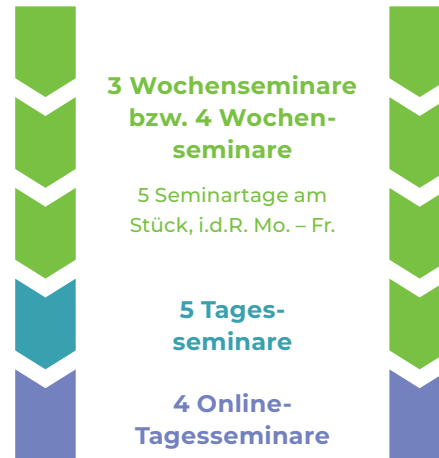 3 Wochenseminare
bzw. 4 Wochen-
seminare
5 Seminartage am
Stück, i.d.R. Mo. – Fr.
5 Tages-
seminare
4 Online-
Tagesseminare